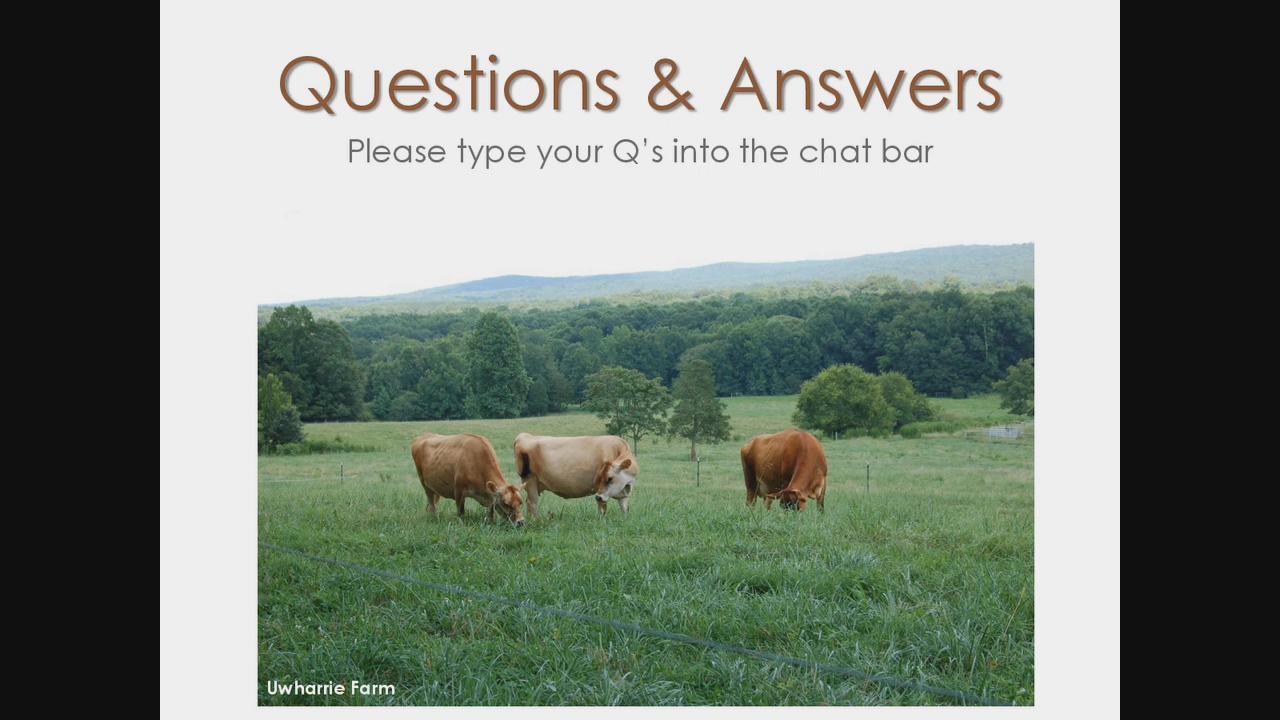 Questions & Answers
Please type your Q’s into the chat bar
Uwharrie Farm